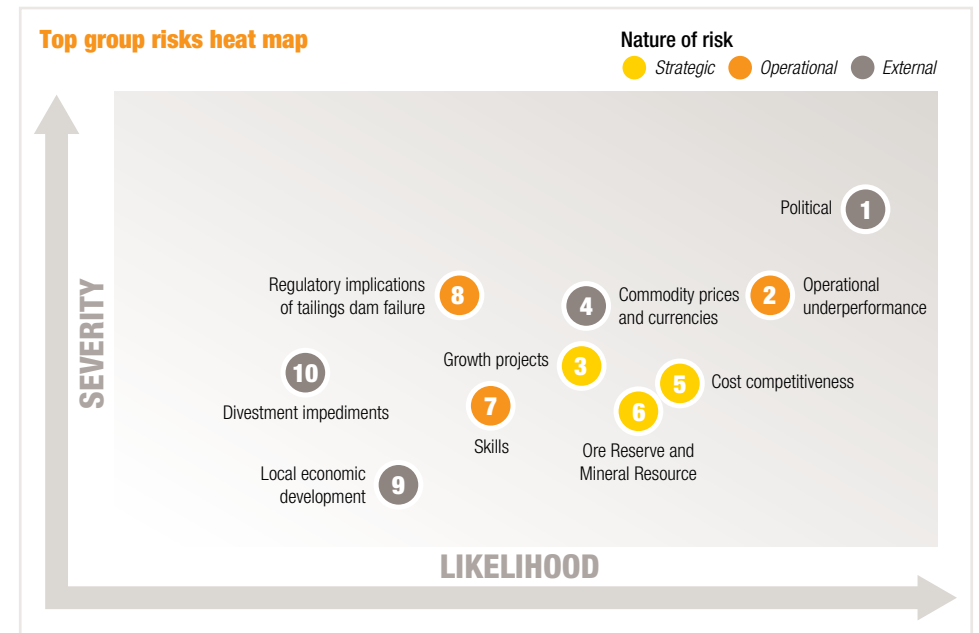 Top group risks heat map
Nature of risk
Strategic
Operational
External
SEVERITY
Political
1
Regulatory implications
of tailings dam failure
8
4
Commodity prices
and currencies
2
Operational
underperformance
Growth projects
3
10
Divestment impediments
5
Cost competitiveness
7
Skills
6
Ore Reserve and
Mineral Resource
Local economic
development
9
LIKELIHOOD